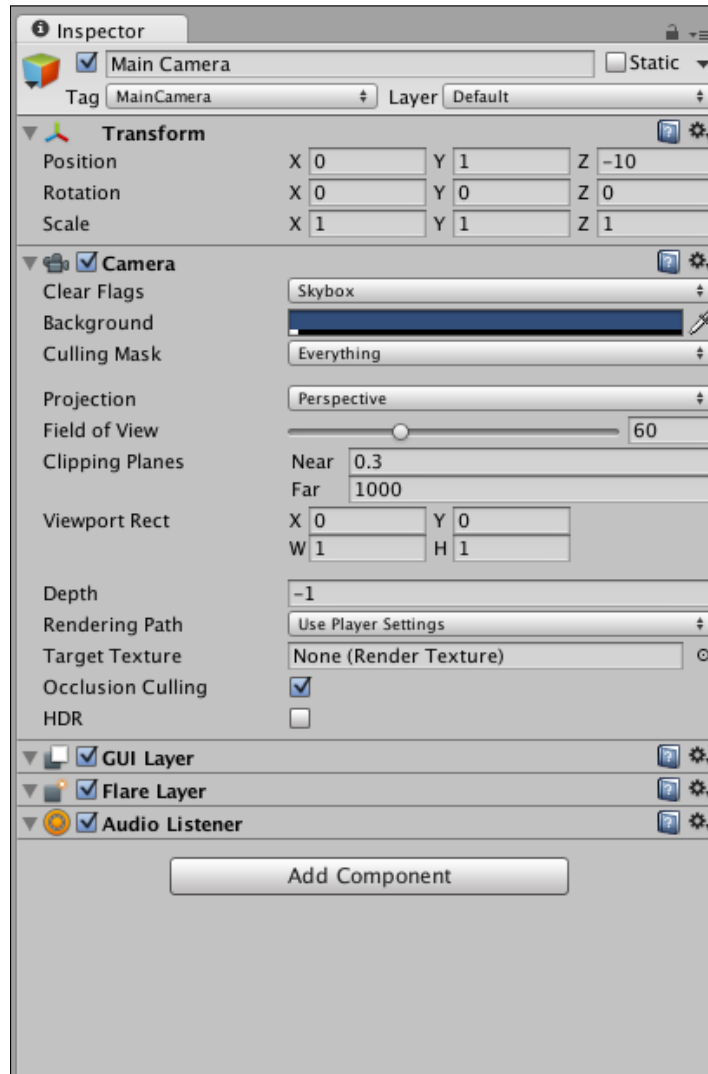 Inspector
Main Camera Static
Tag MainCamera Layer Default
Transform
Position X 0 Y 1 Z -10
Rotation X 0 Y 0 Z 0
Scale X 1 Y 1 Z 1
Camera
Clear Flags Skybox
Background
Culling Mask Everything
Projection Perspective
Field of View 60
Clipping Planes Near 0.3
Far 1000
Viewport Rect X 0 Y 0
W 1 H 1
Depth -1
Rendering Path Use Player Settings
Target Texture None (Render Texture)
Occlusion Culling
HDR
GUI Layer
Flare Layer
Audio Listener
Add Component